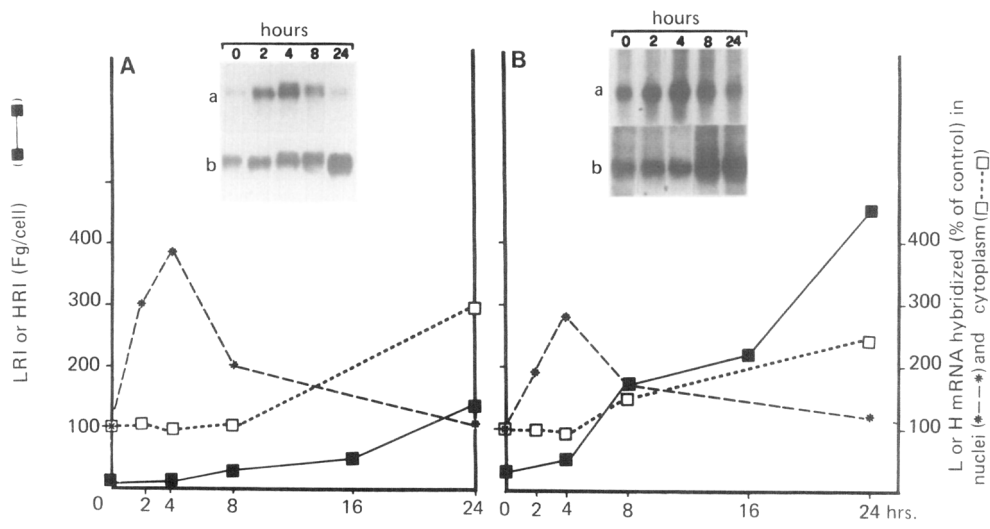 hours
0 2 4 8 24
A
a
b
hours
0 2 4 8 24
B
a
b
LRI or HRI (Fg/cell)
400
300
200
100
0 2 4 8 16 24
400
300
200
100
0 2 4 8 16 24 hrs.
L or H mRNA hybridized (% of control) in
nuclei (*--*) and cytoplasm (□----□)